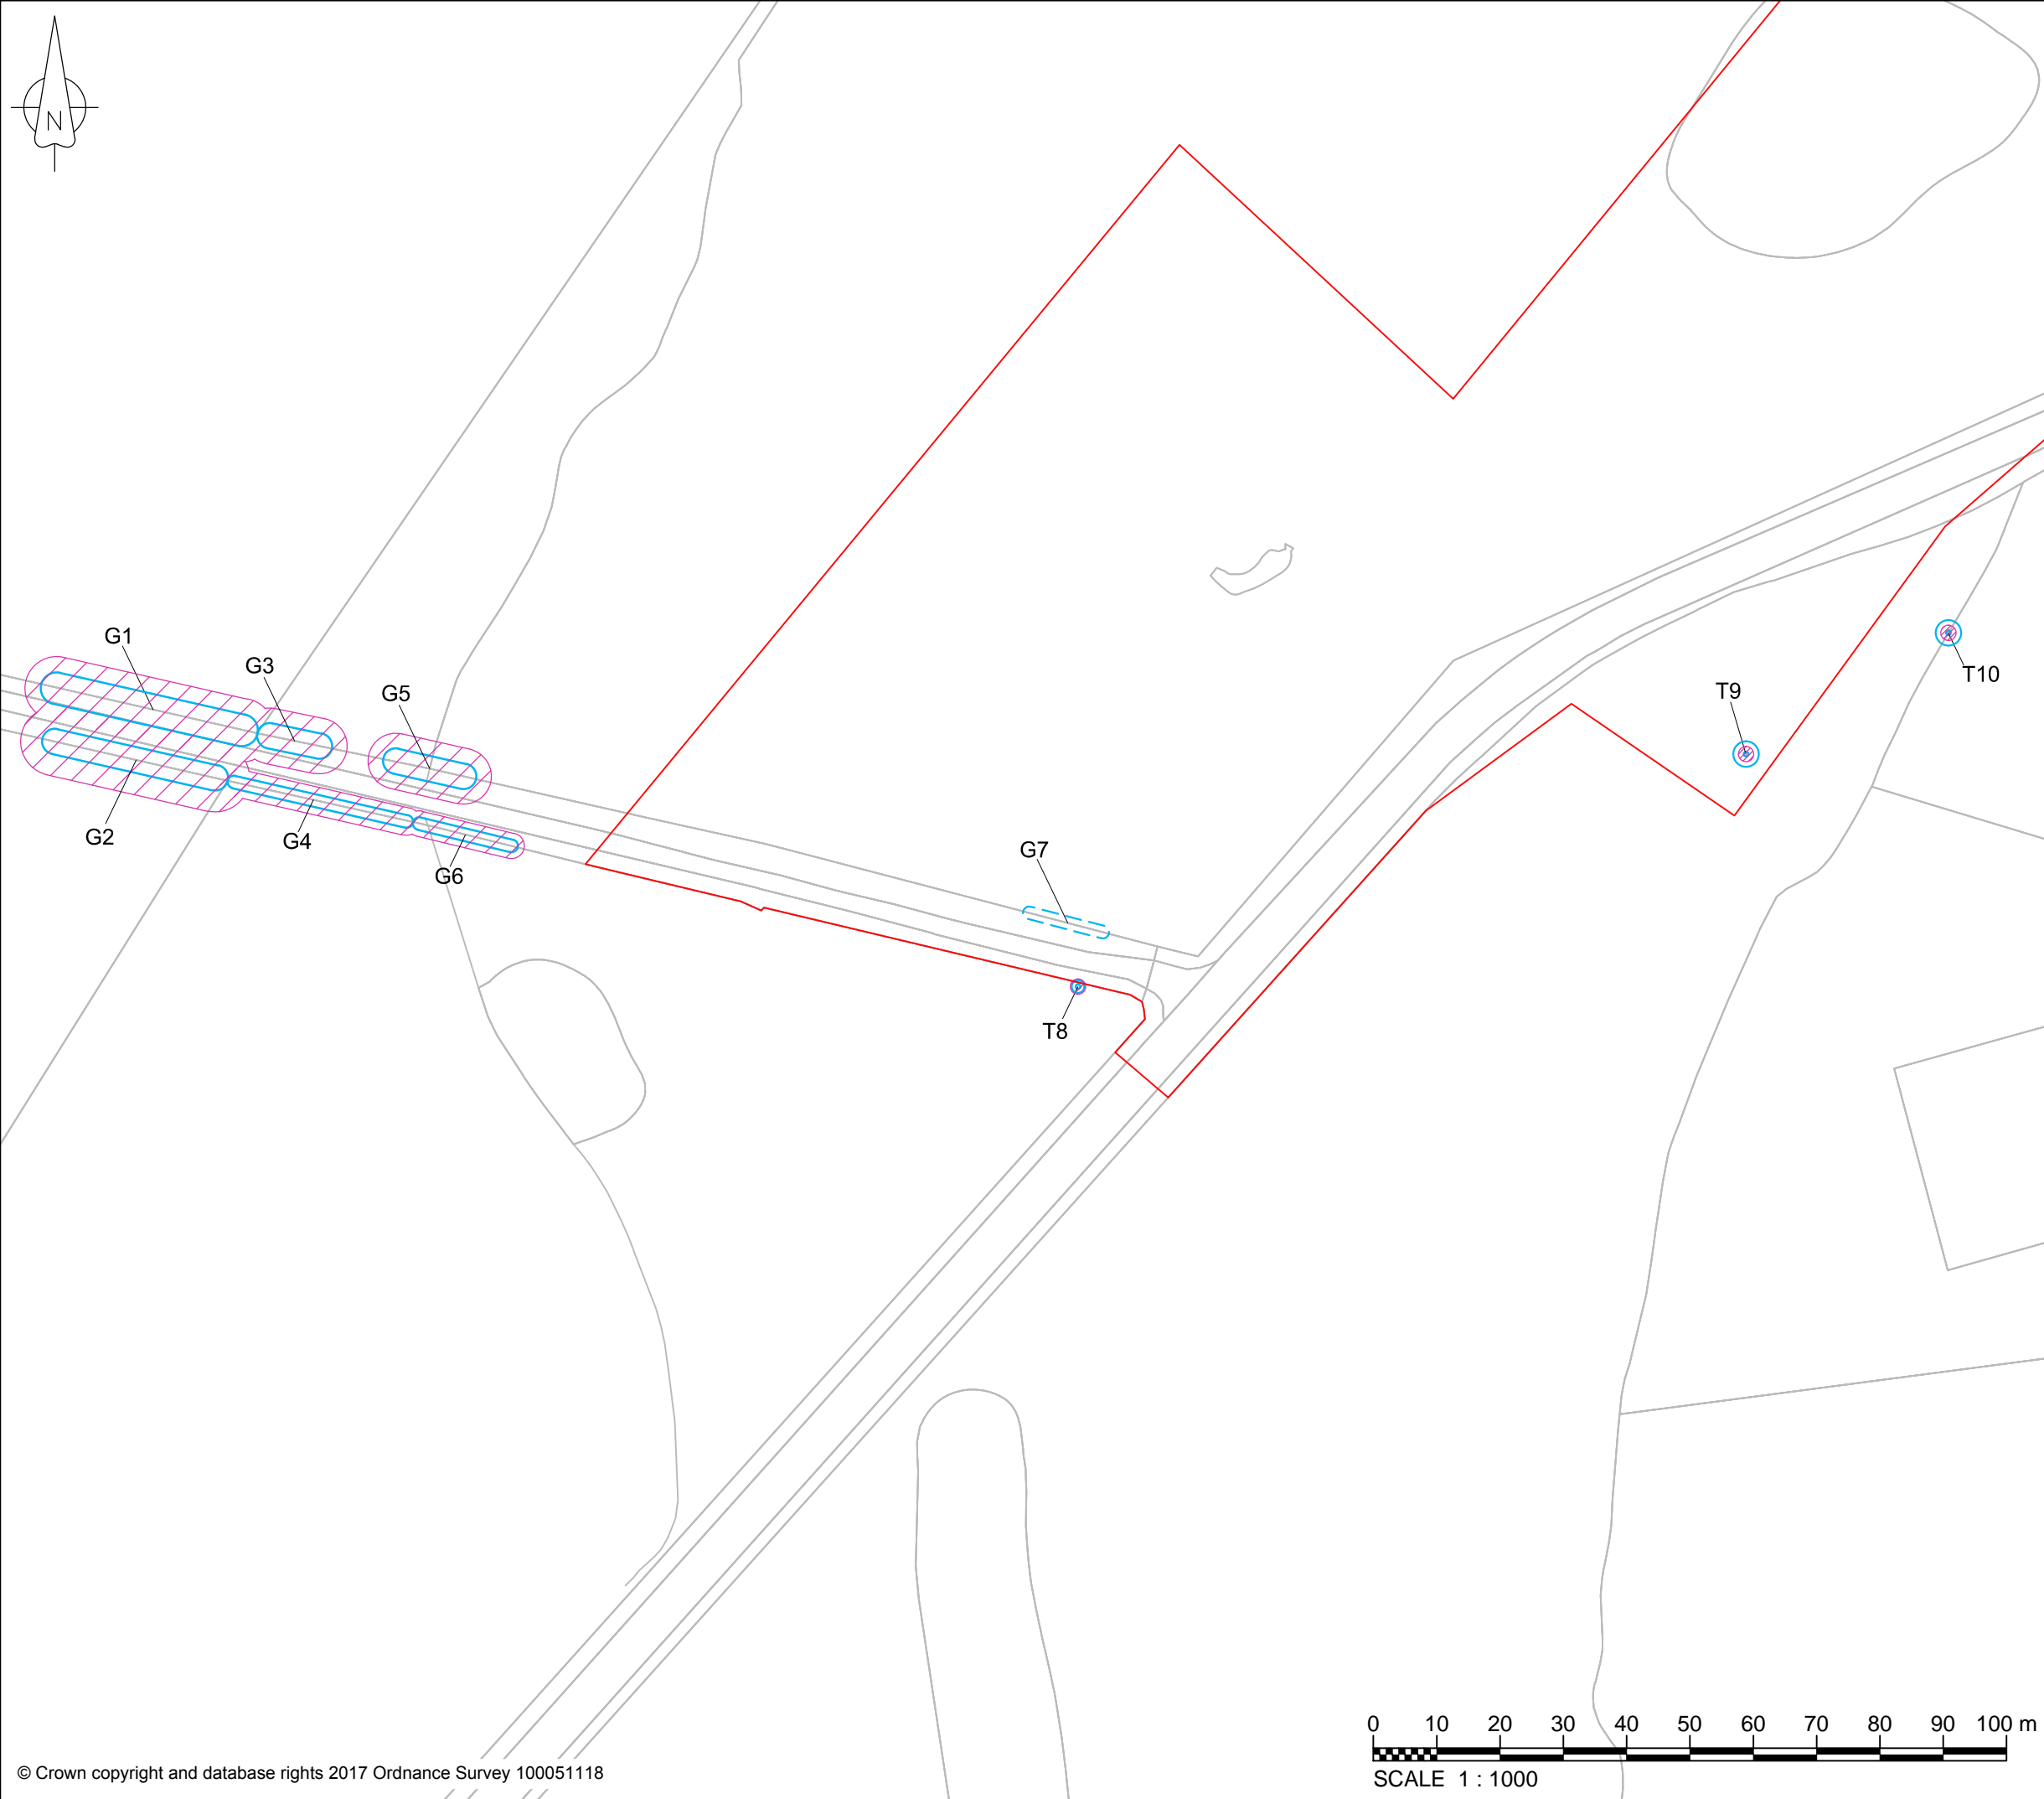 N
G1
G3
G5
T10
T9
G2
G4
G6
G7
T8
0 10 20 30 40 50 60 70 80 90 100 m
SCALE 1 : 1000
© Crown copyright and database rights 2017 Ordnance Survey 100051118